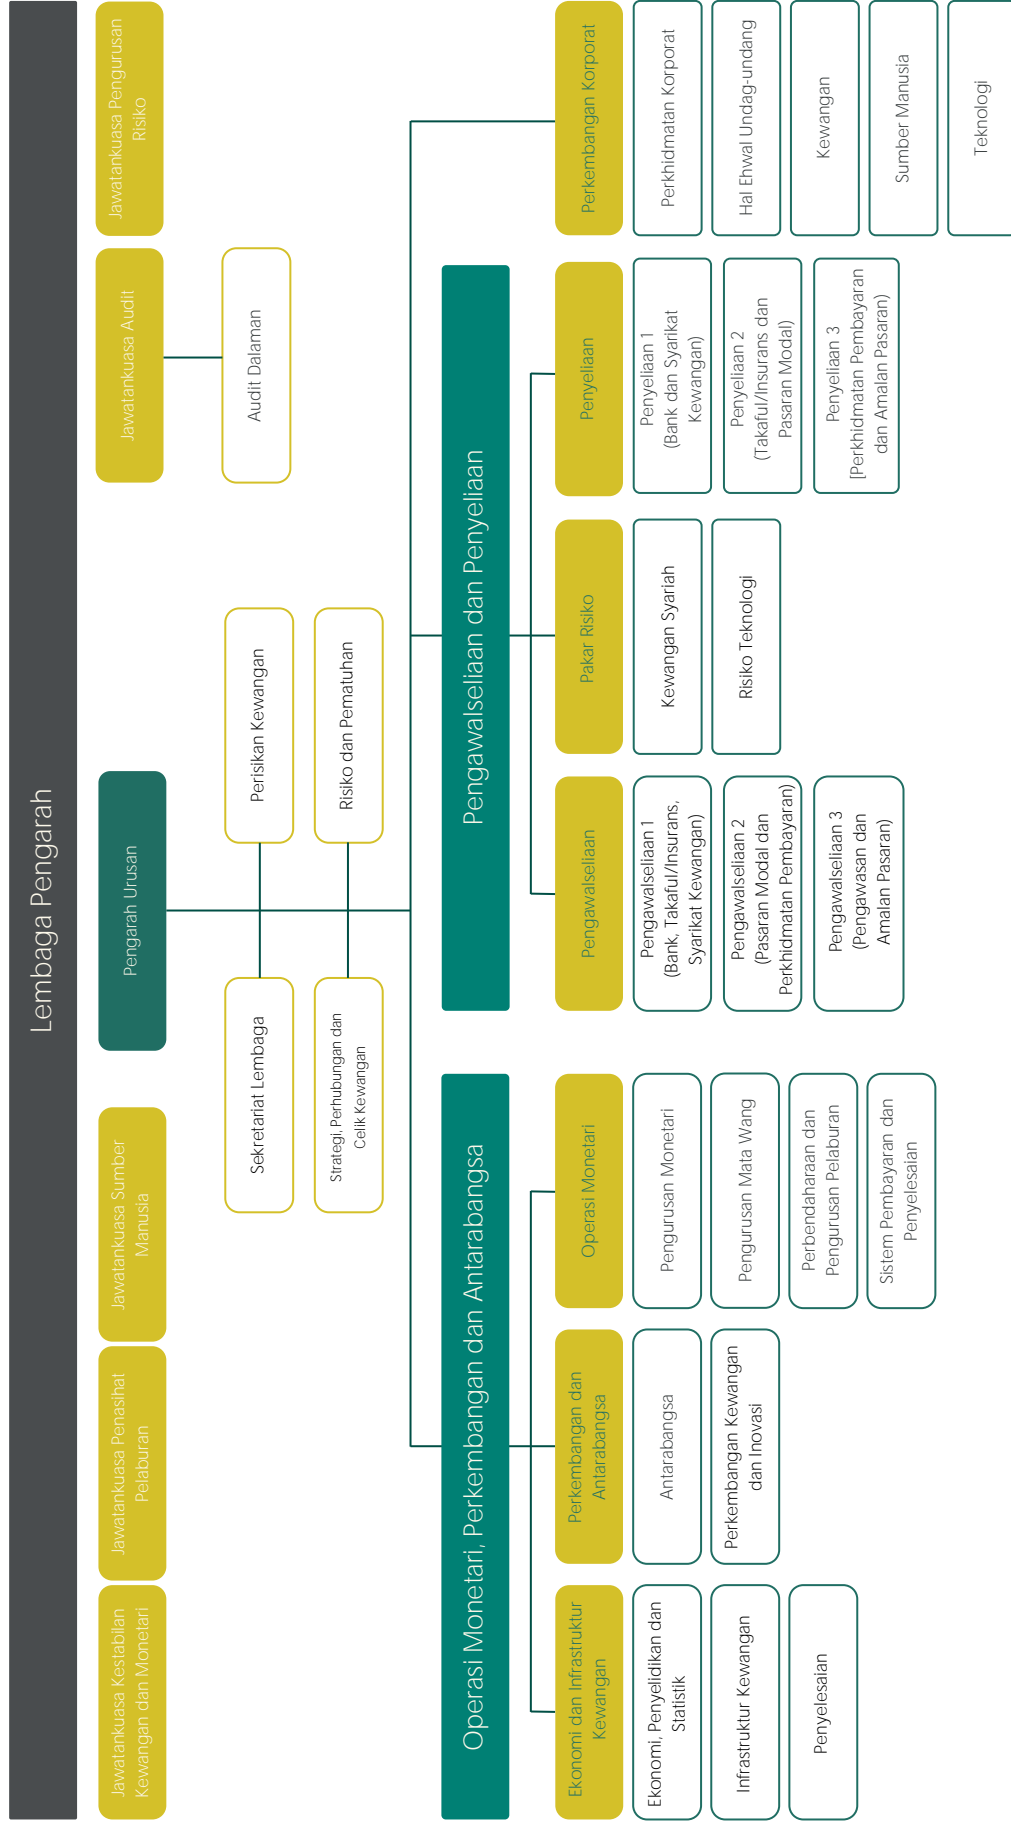 Lembaga Pengarah
Jawatankuasa Kestabilan
Kewangan dan Monetari
Jawatankuasa Penasihat
Pelaburan
Jawatankuasa Sumber
Manusia
Pengarah Urusan
Jawatankuasa Audit
Jawatankuasa Pengurusan
Risiko
Sekretariat Lembaga
Perisikan Kewangan
Audit Dalaman
Strategi, Perhubungan dan
Celik Kewangan
Risiko dan Pematuhan
Operasi Monetari, Perkembangan dan Antarabangsa
Pengawalseliaan dan Penyeliaan
Ekonomi dan Infrastruktur
Kewangan
Ekonomi, Penyelidikan dan
Statistik
Infrastruktur Kewangan
Penyelesaian
Perkembangan dan
Antarabangsa
Antarabangsa
Perkembangan Kewangan
dan Inovasi
Operasi Monetari
Pengurusan Monetari
Pengurusan Mata Wang
Perbendaharaan dan
Pengurusan Pelaburan
Sistem Pembayaran dan
Penyelesaian
Pengawalseliaan
Pengawalseliaan 1
(Bank, Takaful/Insurans,
Syarikat Kewangan)
Pengawalseliaan 2
(Pasaran Modal dan
Perkhidmatan Pembayaran)
Pengawalseliaan 3
(Pengawasan dan
Amalan Pasaran)
Pakar Risiko
Kewangan Syariah
Risiko Teknologi
Penyeliaan
Penyeliaan 1
(Bank dan Syarikat
Kewangan)
Penyeliaan 2
(Takaful/Insurans dan
Pasaran Modal)
Penyeliaan 3
[Perkhidmatan Pembayaran
dan Amalan Pasaran)
Perkembangan Korporat
Perkhidmatan Korporat
Hal Ehwal Undag-undang
Kewangan
Sumber Manusia
Teknologi